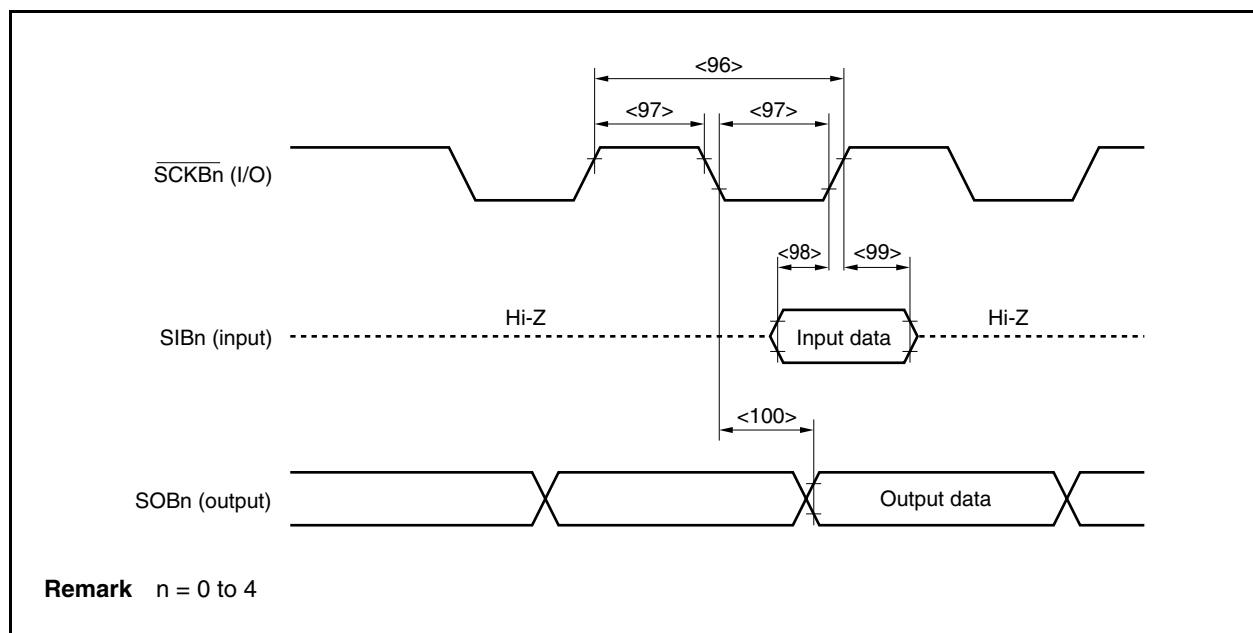 <96>
<97> <97>
SCKBn (I/O)
<98> <99>
Hi-Z Hi-Z
SIBn (input) Input data
<100>
SOBn (output) Output data
Remark n = 0 to 4